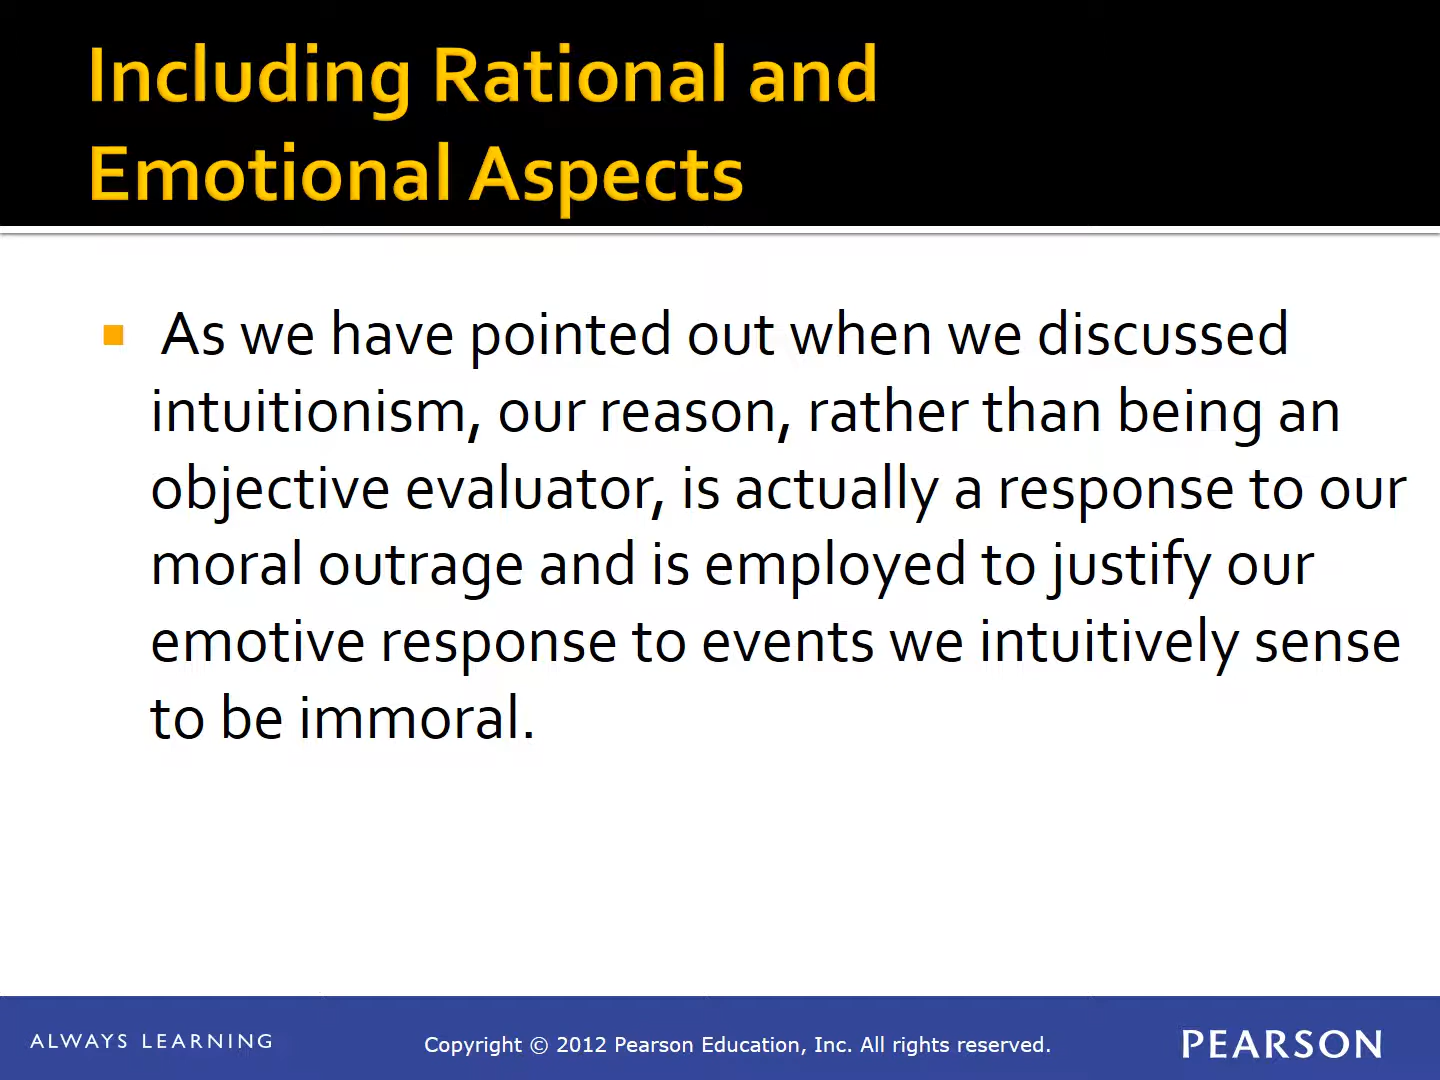 Including Rational and
Emotional Aspects
As we have pointed out when we discussed
intuitionism, our reason, rather than being an
objective evaluator, is actually a response to our
moral outrage and is employed to justify our
emotive response to events we intuitively sense
to be immoral.
ALWAYS LEARNING
Copyright © 2012 Pearson Education, Inc. All rights reserved.
PEARSON